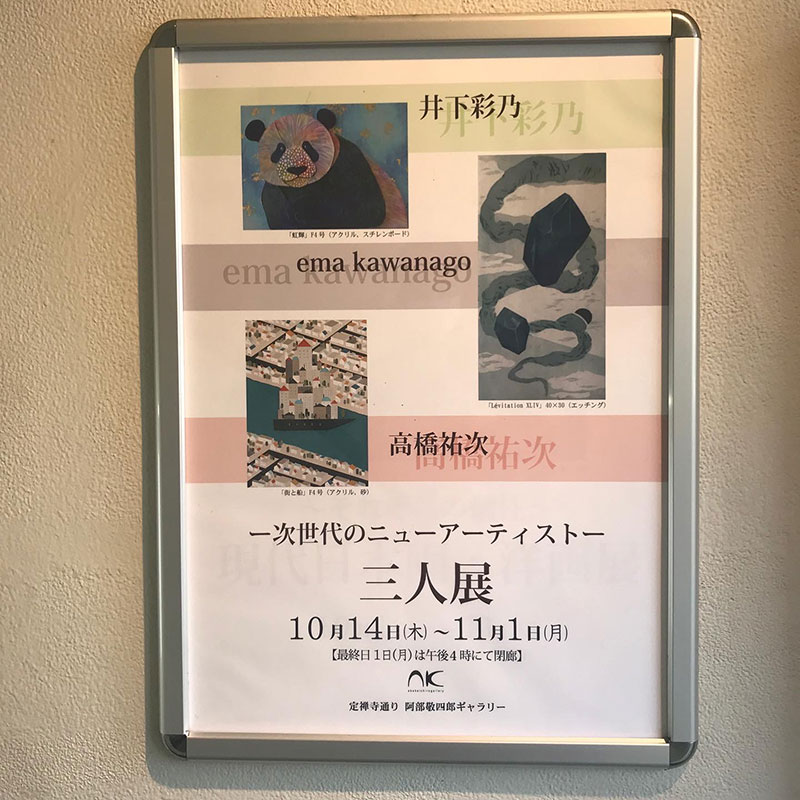 井下彩乃
井下彩乃
「虹輝」F4号（アクリル、スチレンボード）
ema kawanago
ema kawanago
「Lévitation XLIV」40×30（エッチング）
高橋祐次
高橋祐次
「街と船」F4号（アクリル、砂）
ー次世代のニューアーティストー
三人展
10月14日(木)～11月1日(月)
【最終日1日(月)は午後4時にて閉廊】
定禅寺通り 阿部敬四郎ギャラリー